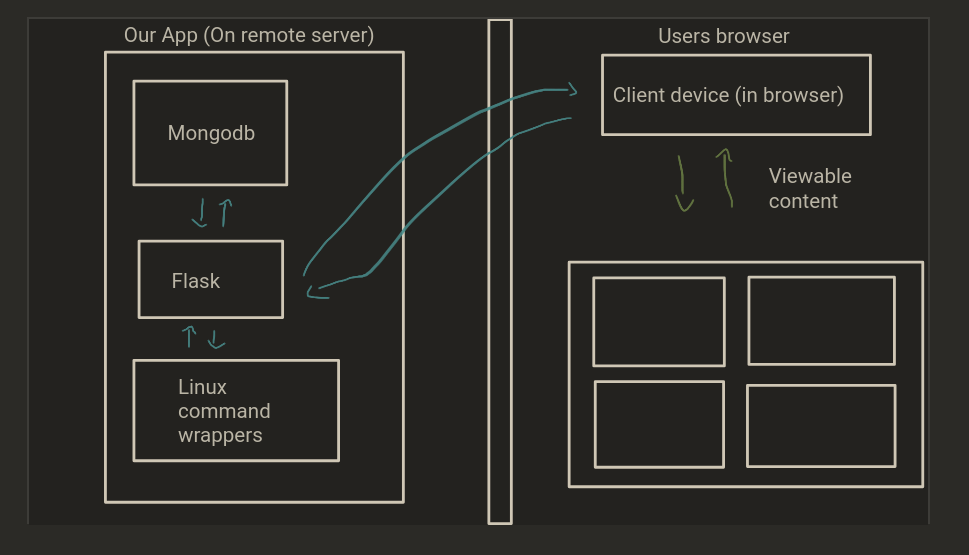 Our App (On remote server)
Mongodb
Flask
Linux
command
wrappers
Users browser
Client device (in browser)
Viewable
content